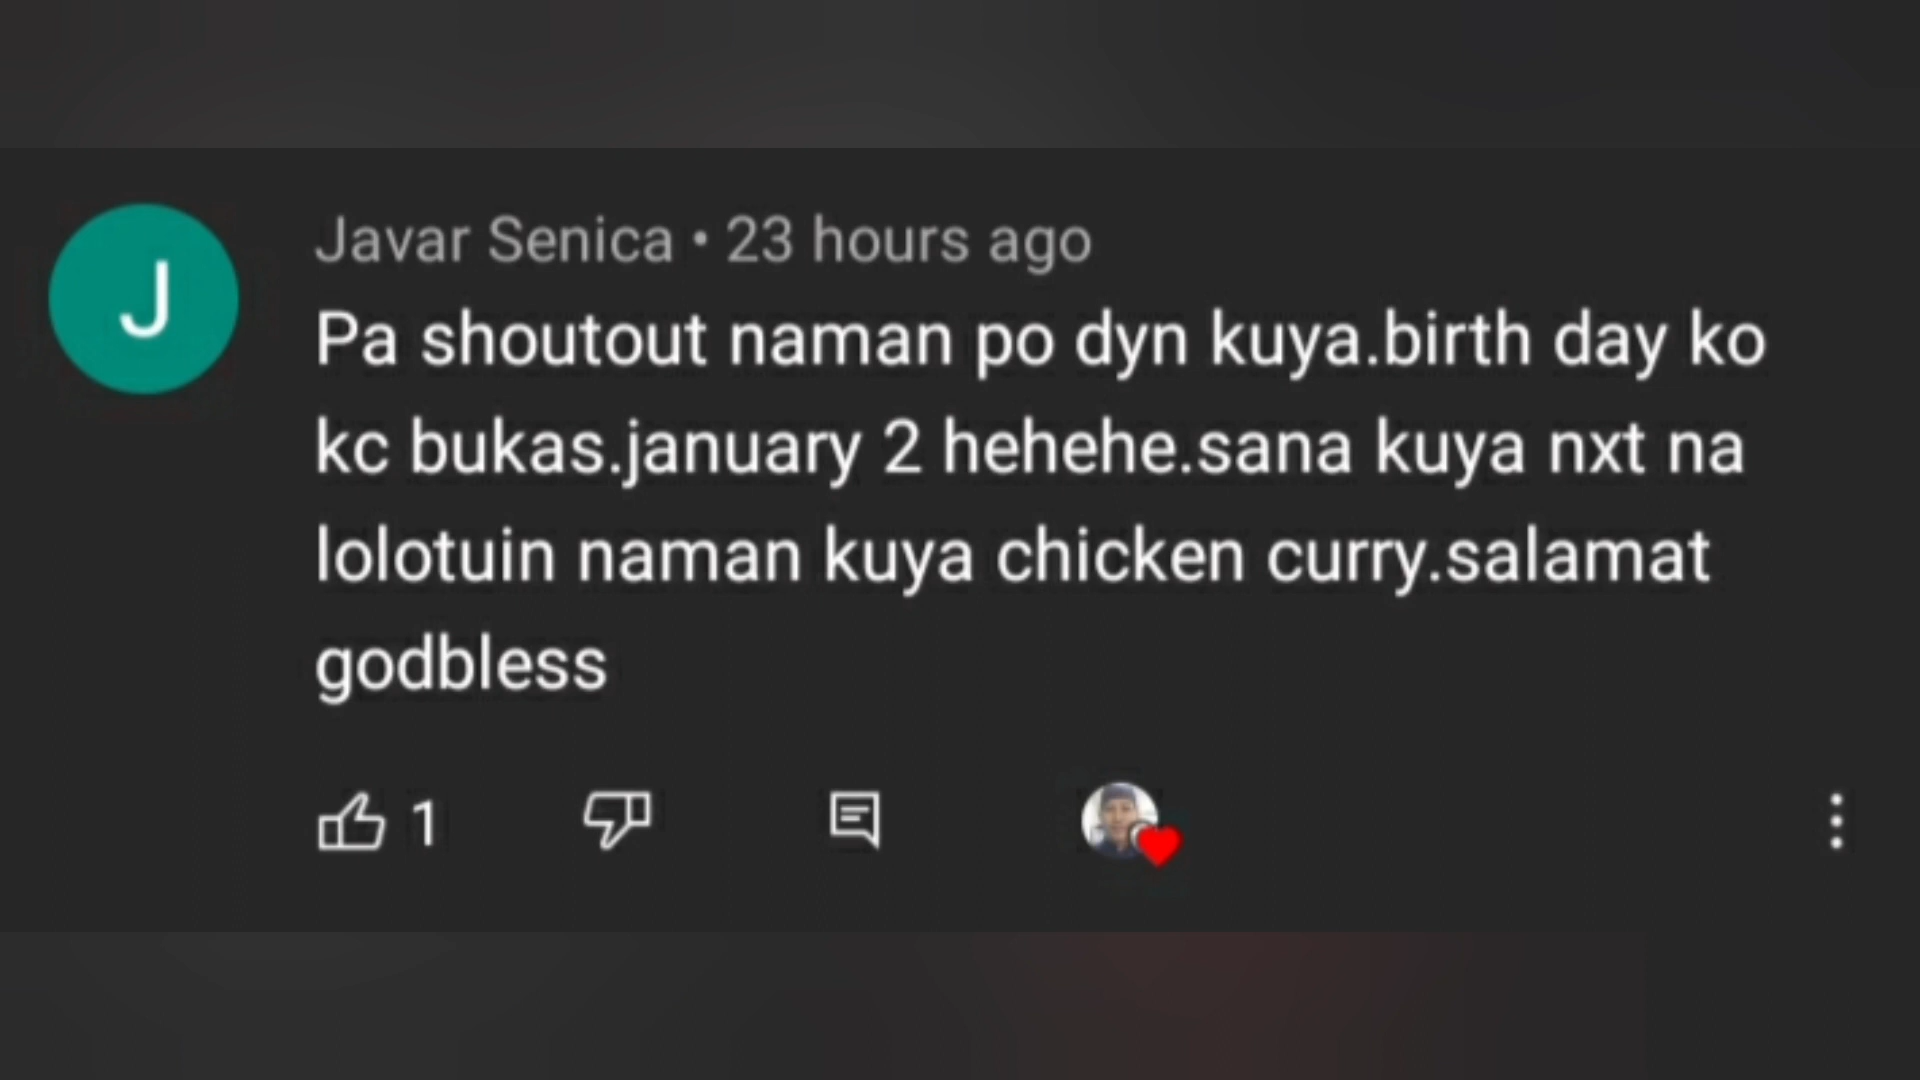 J
Javar Senica • 23 hours ago
Pa shoutout naman po dyn kuya.birth day ko
kc bukas.january 2 hehehe.sana kuya nxt na
lolotuin naman kuya chicken curry.salamat
godbless
1